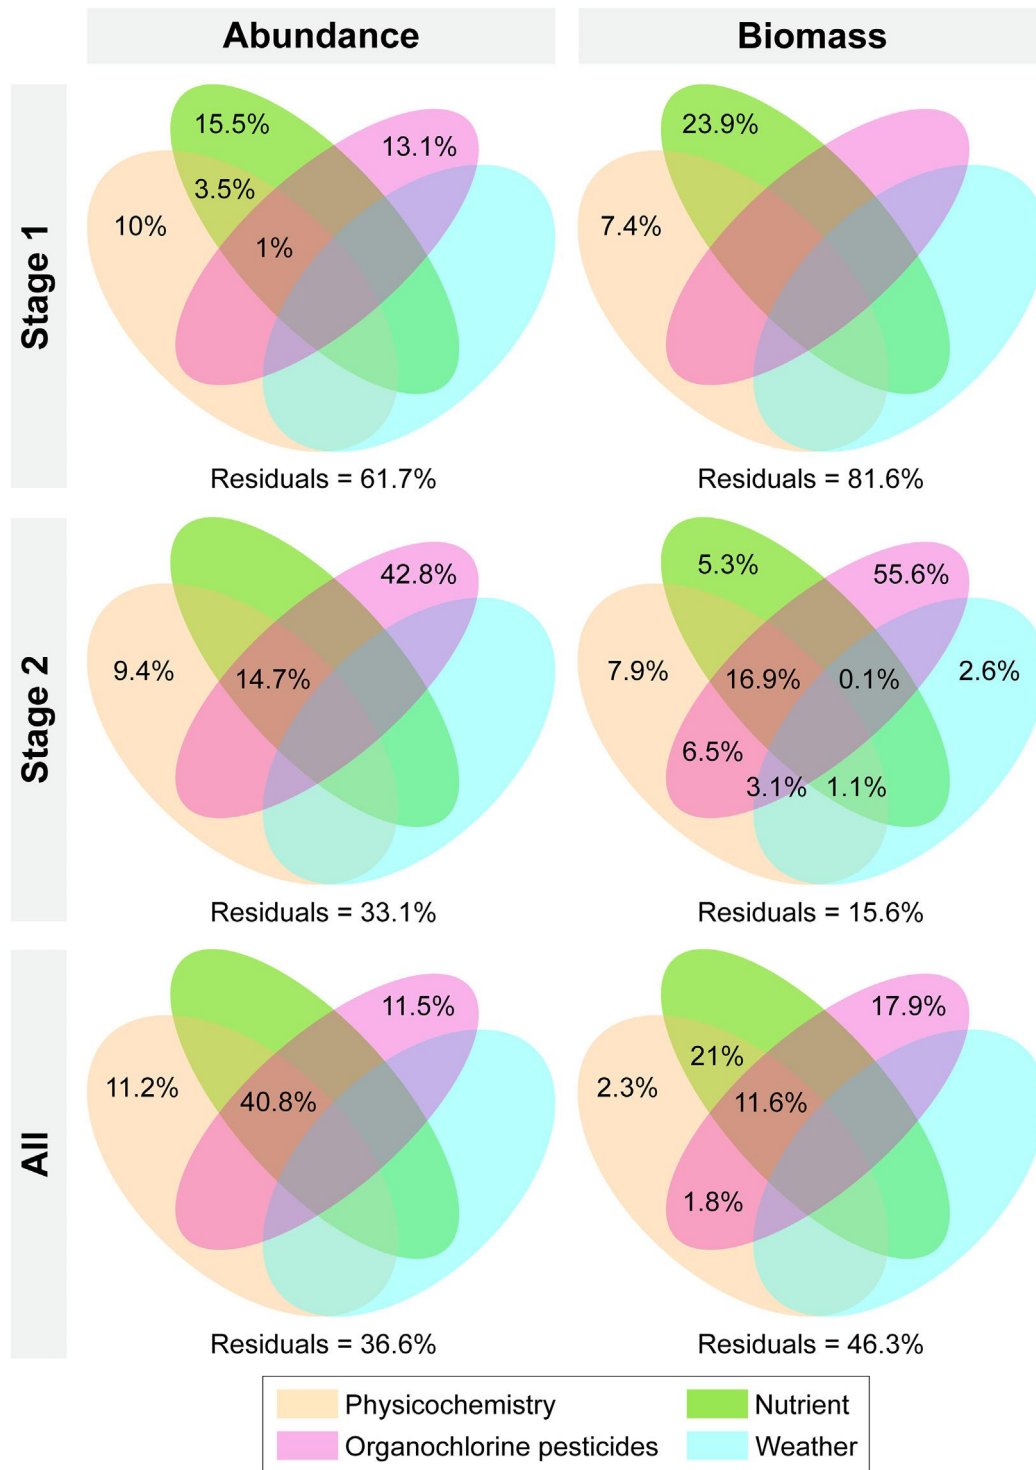 Abundance
Biomass
Stage 1
15.5%
13.1%
3.5%
10%
1%
Residuals = 61.7%
23.9%
7.4%
Residuals = 81.6%
Stage 2
42.8%
9.4%
14.7%
Residuals = 33.1%
5.3%
55.6%
7.9%
16.9%
0.1%
2.6%
6.5%
3.1%
1.1%
Residuals = 15.6%
All
11.5%
11.2%
40.8%
Residuals = 36.6%
17.9%
21%
2.3%
11.6%
1.8%
Residuals = 46.3%
Physicochemistry
Nutrient
Organochlorine pesticides
Weather